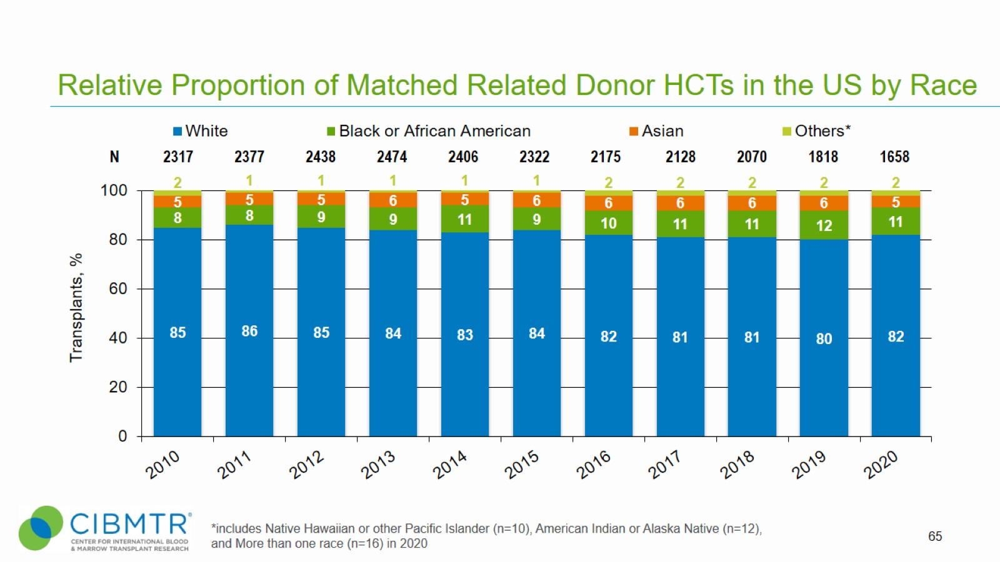 Relative Proportion of Matched Related Donor HCTs in the US by Race
White Black or African American Asian Others*
N 2317 2377 2438 2474 2406 2322 2175 2128 2070 1818 1658
2 1 1 1 1 1 2 2 2 2 2
5 5 5 6 5 6 6 6 6 6 5
8 8 9 9 11 9 10 11 11 12 11
85 86 85 84 83 84 82 81 81 80 82
100
80
60
40
20
0
Transplants, %
2010 2011 2012 2013 2014 2015 2016 2017 2018 2019 2020
CIBMTR®
CENTER FOR INTERNATIONAL BLOOD
& MARROW TRANSPLANT RESEARCH
*includes Native Hawaiian or other Pacific Islander (n=10), American Indian or Alaska Native (n=12),
and More than one race (n=16) in 2020
65